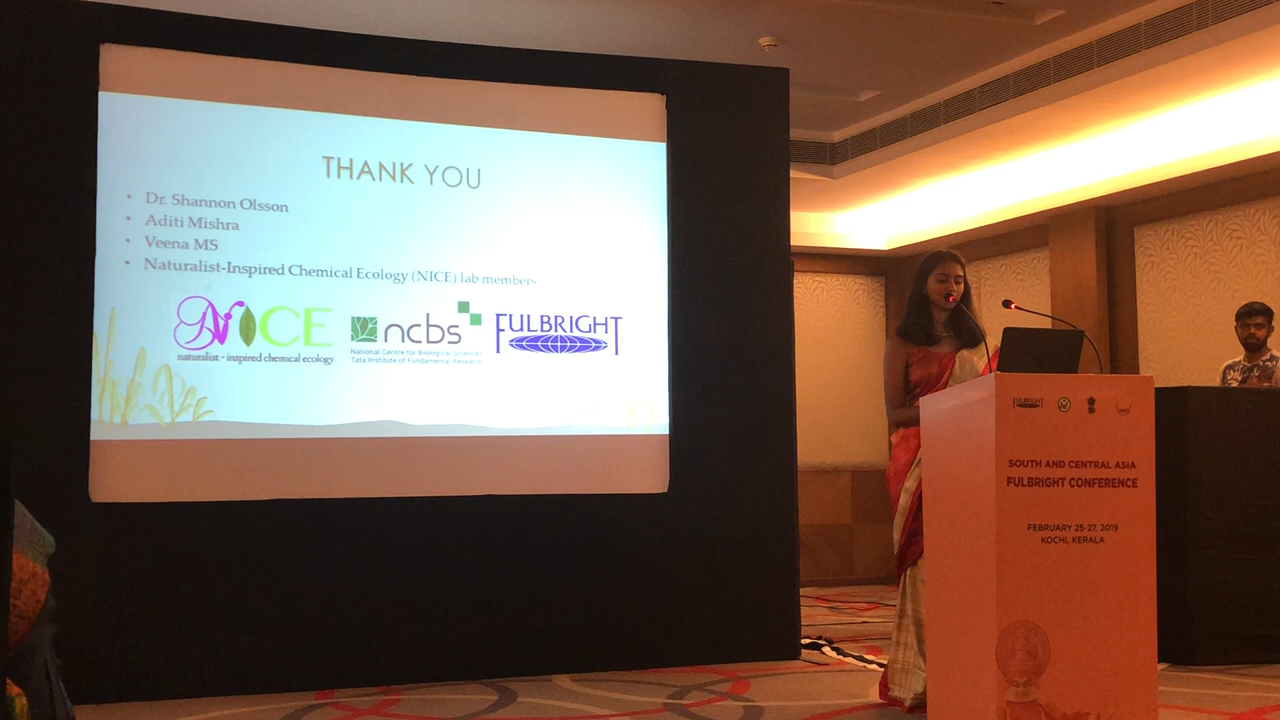 THANK YOU
• Dr. Shannon Olsson
• Aditi Mishra
• Veena MS
• Naturalist-Inspired Chemical Ecology (NICE) lab members
NICE
naturalist - inspired chemical ecology
ncbs
National Centre for Biological Sciences
Tata Institute of Fundamental Research
FULBRIGHT
FULBRIGHT
SOUTH AND CENTRAL ASIA
FULBRIGHT CONFERENCE
FEBRUARY 25-27, 2019
KOCHI, KERALA